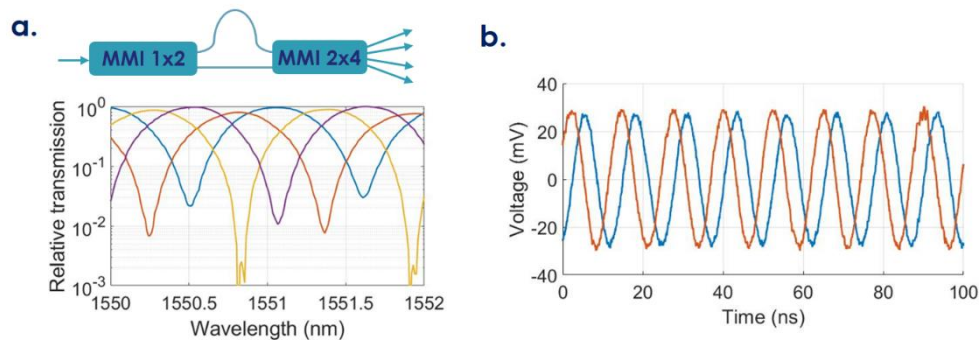 a.
MMI 1x2
MMI 2x4
Relative transmission
10^0
10^-1
10^-2
10^-3
1550
1550.5
1551
1551.5
1552
Wavelength (nm)
b.
Voltage (mV)
40
20
0
-20
-40
0
20
40
60
80
100
Time (ns)